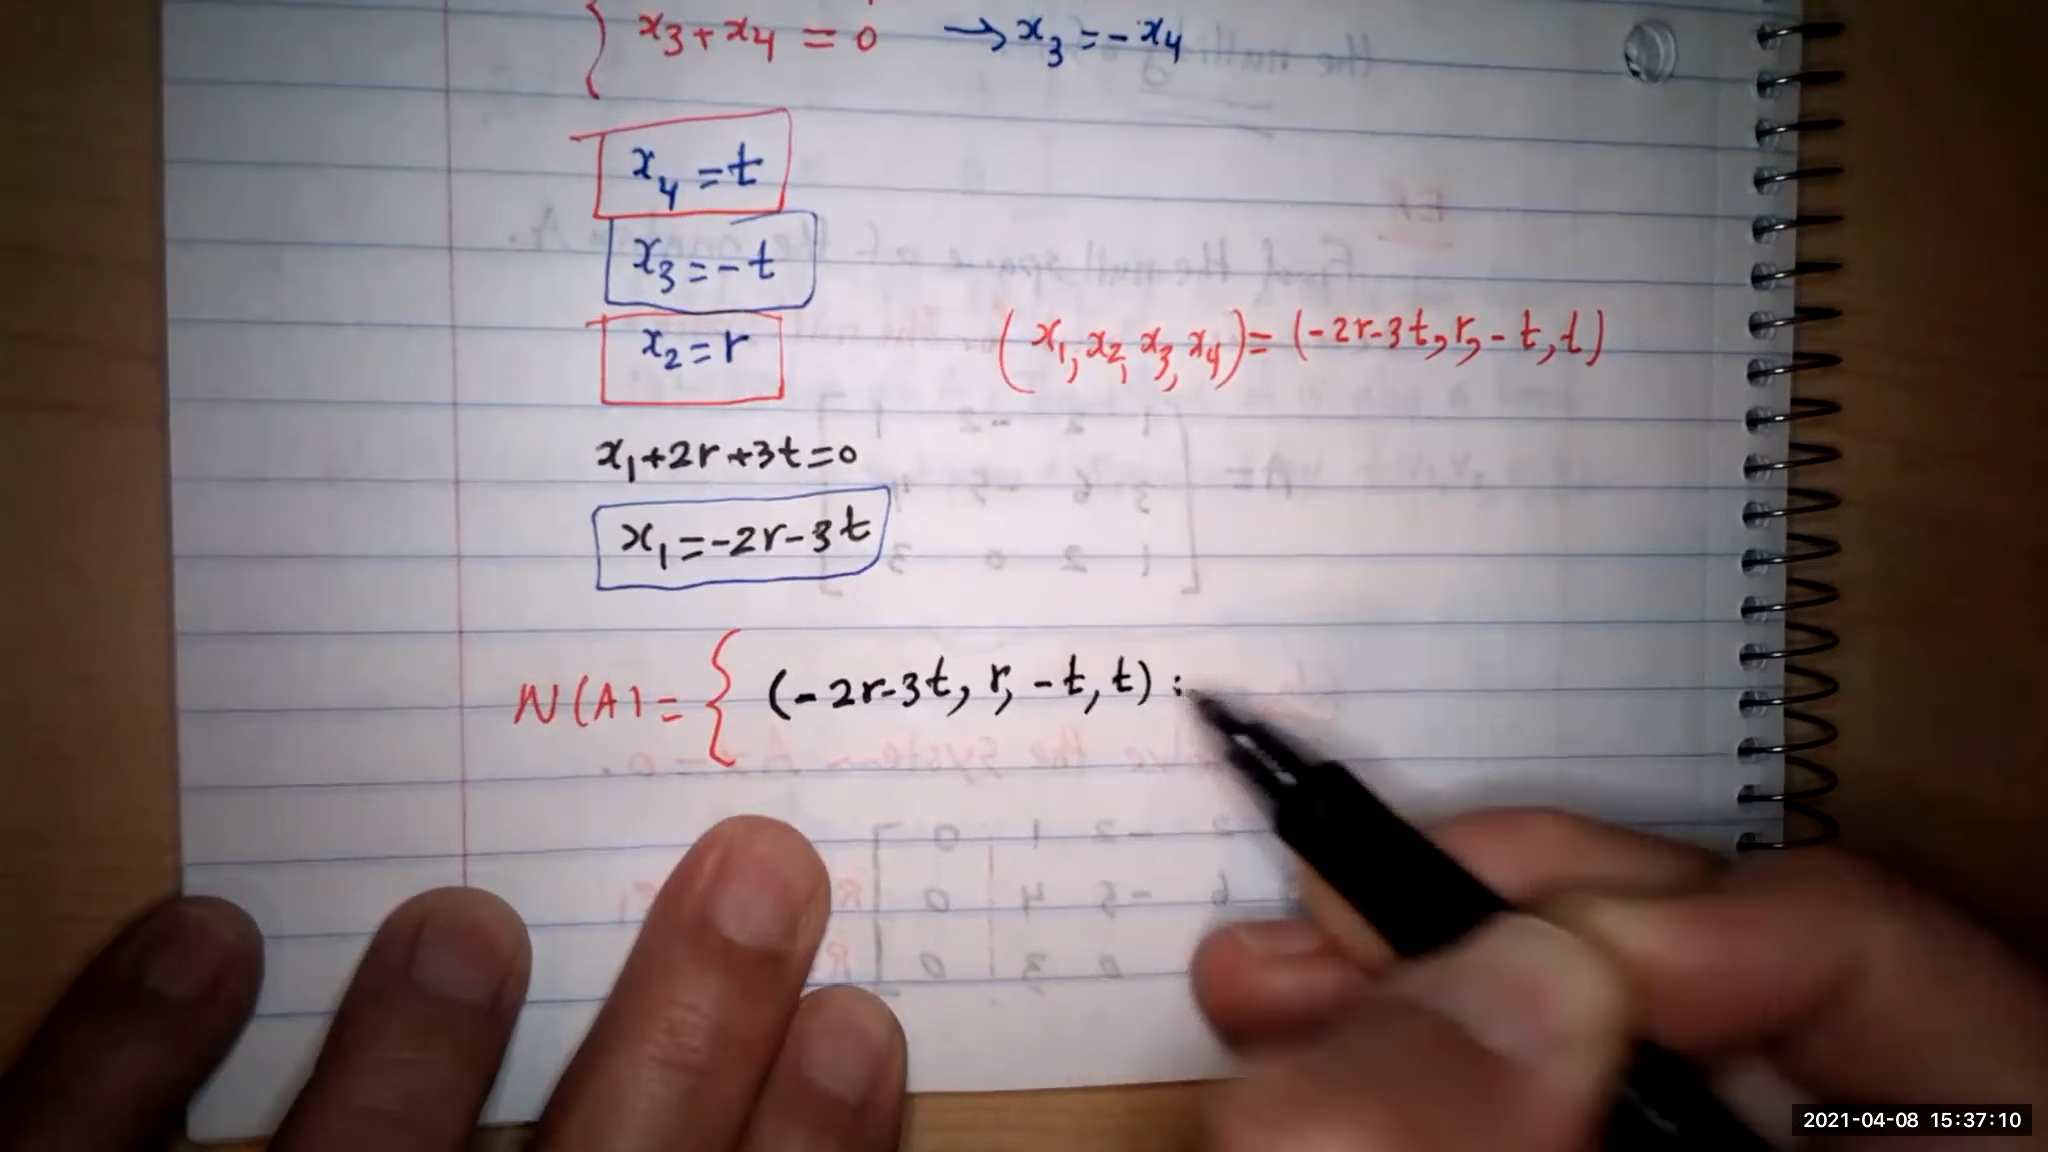 x₃ + x₄ = 0 → x₃ = -x₄
x₄ = t
x₃ = -t
x₂ = r
(x₁, x₂, x₃, x₄) = (-2r-3t, r, -t, t)
x₁ + 2r + 3t = 0
x₁ = -2r - 3t
N(A) = { (-2r-3t, r, -t, t) :
2021-04-08 15:37:10